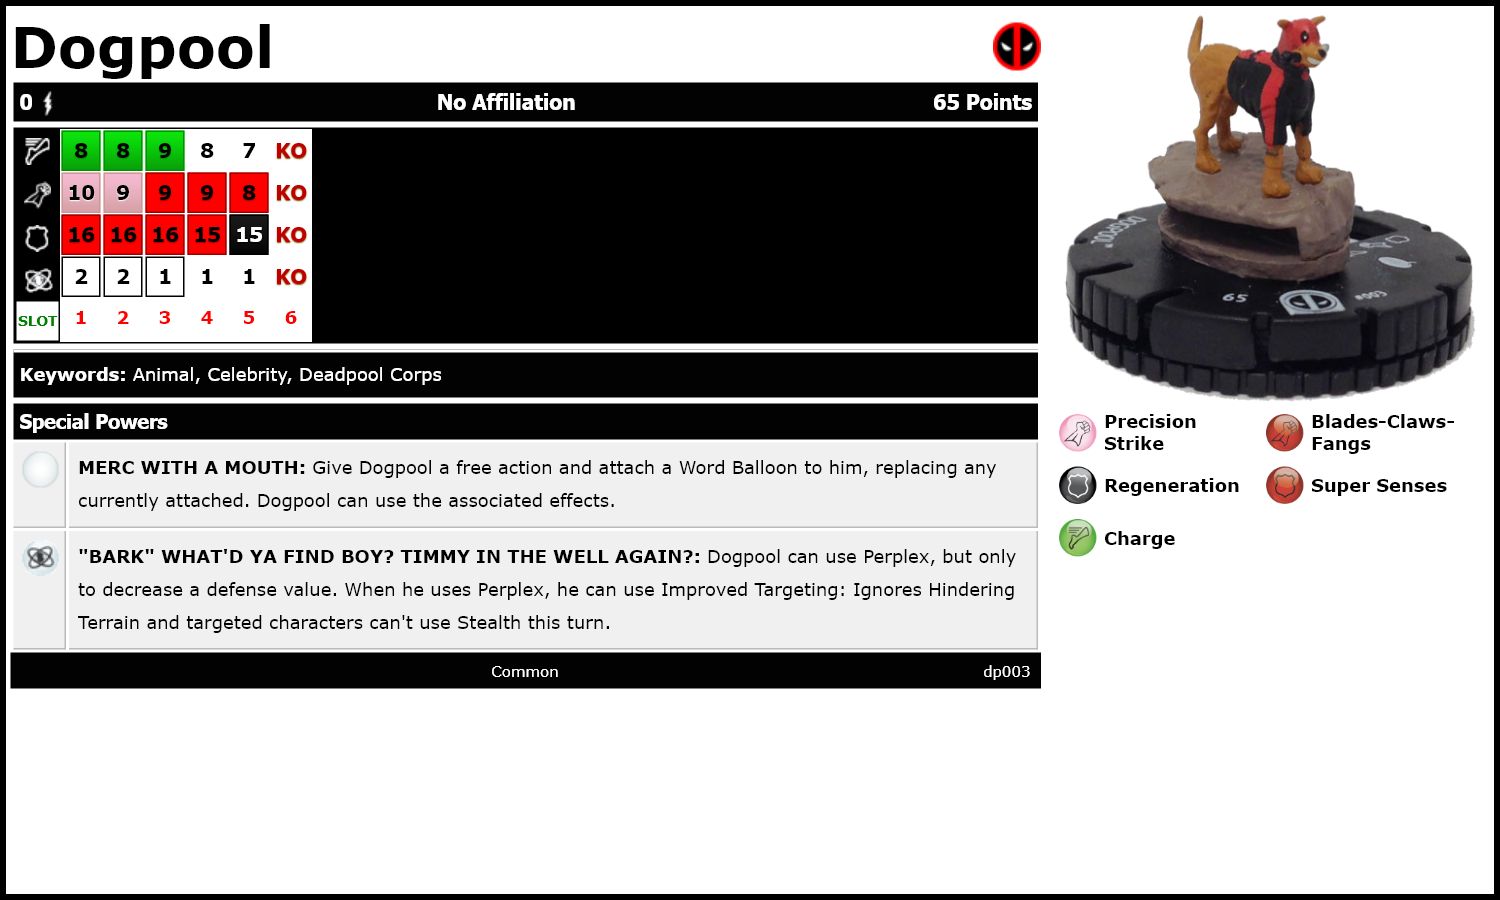 Dogpool
0 No Affiliation 65 Points
8 8 9 8 7 KO
10 9 9 9 8 KO
16 16 16 15 15 KO
2 2 1 1 1 KO
SLOT 1 2 3 4 5 6
Keywords: Animal, Celebrity, Deadpool Corps
Special Powers
MERC WITH A MOUTH: Give Dogpool a free action and attach a Word Balloon to him, replacing any
currently attached. Dogpool can use the associated effects.
"BARK" WHAT'D YA FIND BOY? TIMMY IN THE WELL AGAIN?: Dogpool can use Perplex, but only
to decrease a defense value. When he uses Perplex, he can use Improved Targeting: Ignores Hindering
Terrain and targeted characters can't use Stealth this turn.
Common dp003
DOGPOOL
65
#003
Precision
Strike
Blades-Claws-
Fangs
Regeneration
Super Senses
Charge